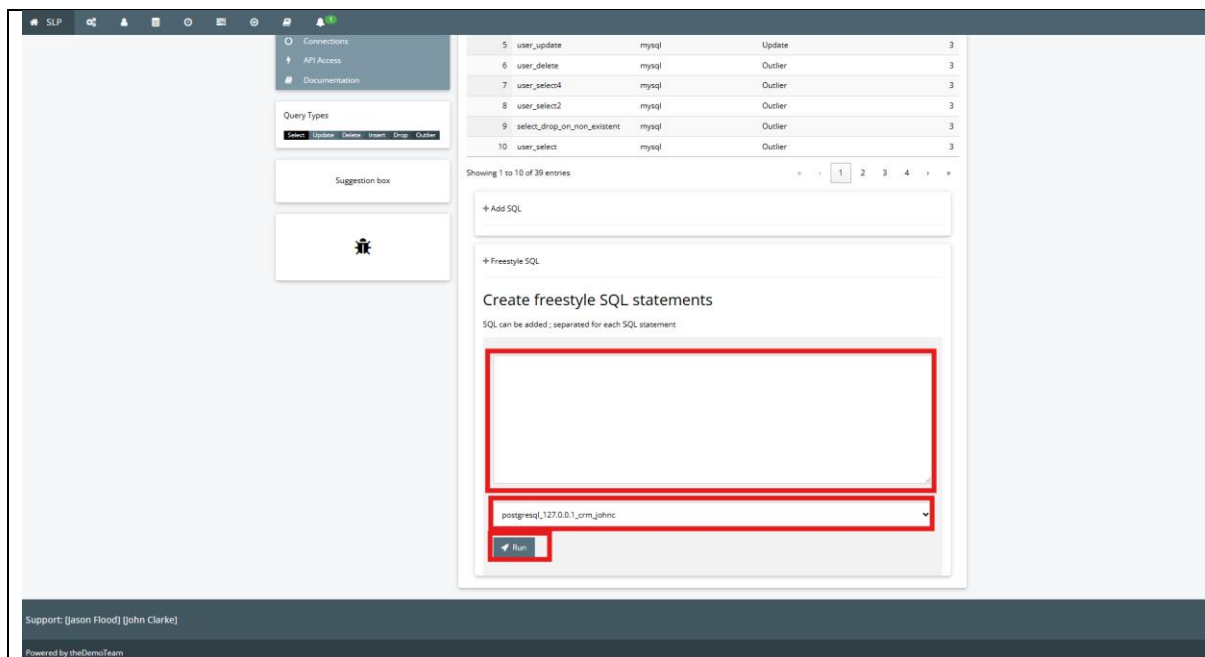 SLP 1
Connections
API Access
Documentation
Query Types
Select Update Delete Insert Drop Outlier
Suggestion box
5 user_update mysql Update 3
6 user_delete mysql Outlier 3
7 user_select4 mysql Outlier 3
8 user_select2 mysql Outlier 3
9 select_drop_on_non_existent mysql Outlier 3
10 user_select mysql Outlier 3
Showing 1 to 10 of 39 entries « ‹ 1 2 3 4 › »
+ Add SQL
+ Freestyle SQL
Create freestyle SQL statements
SQL can be added ; separated for each SQL statement
postgresql_127.0.0.1_crm_johnc
Run
Support: [Jason Flood] [John Clarke]
Powered by theDemoTeam